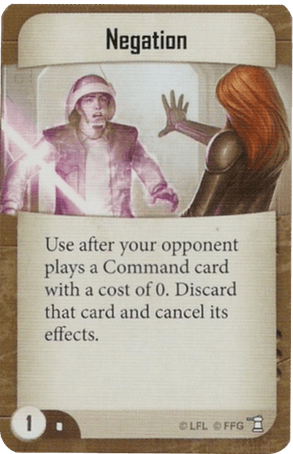 Negation
Use after your opponent
plays a Command card
with a cost of 0. Discard
that card and cancel its
effects.
1
© LFL © FFG